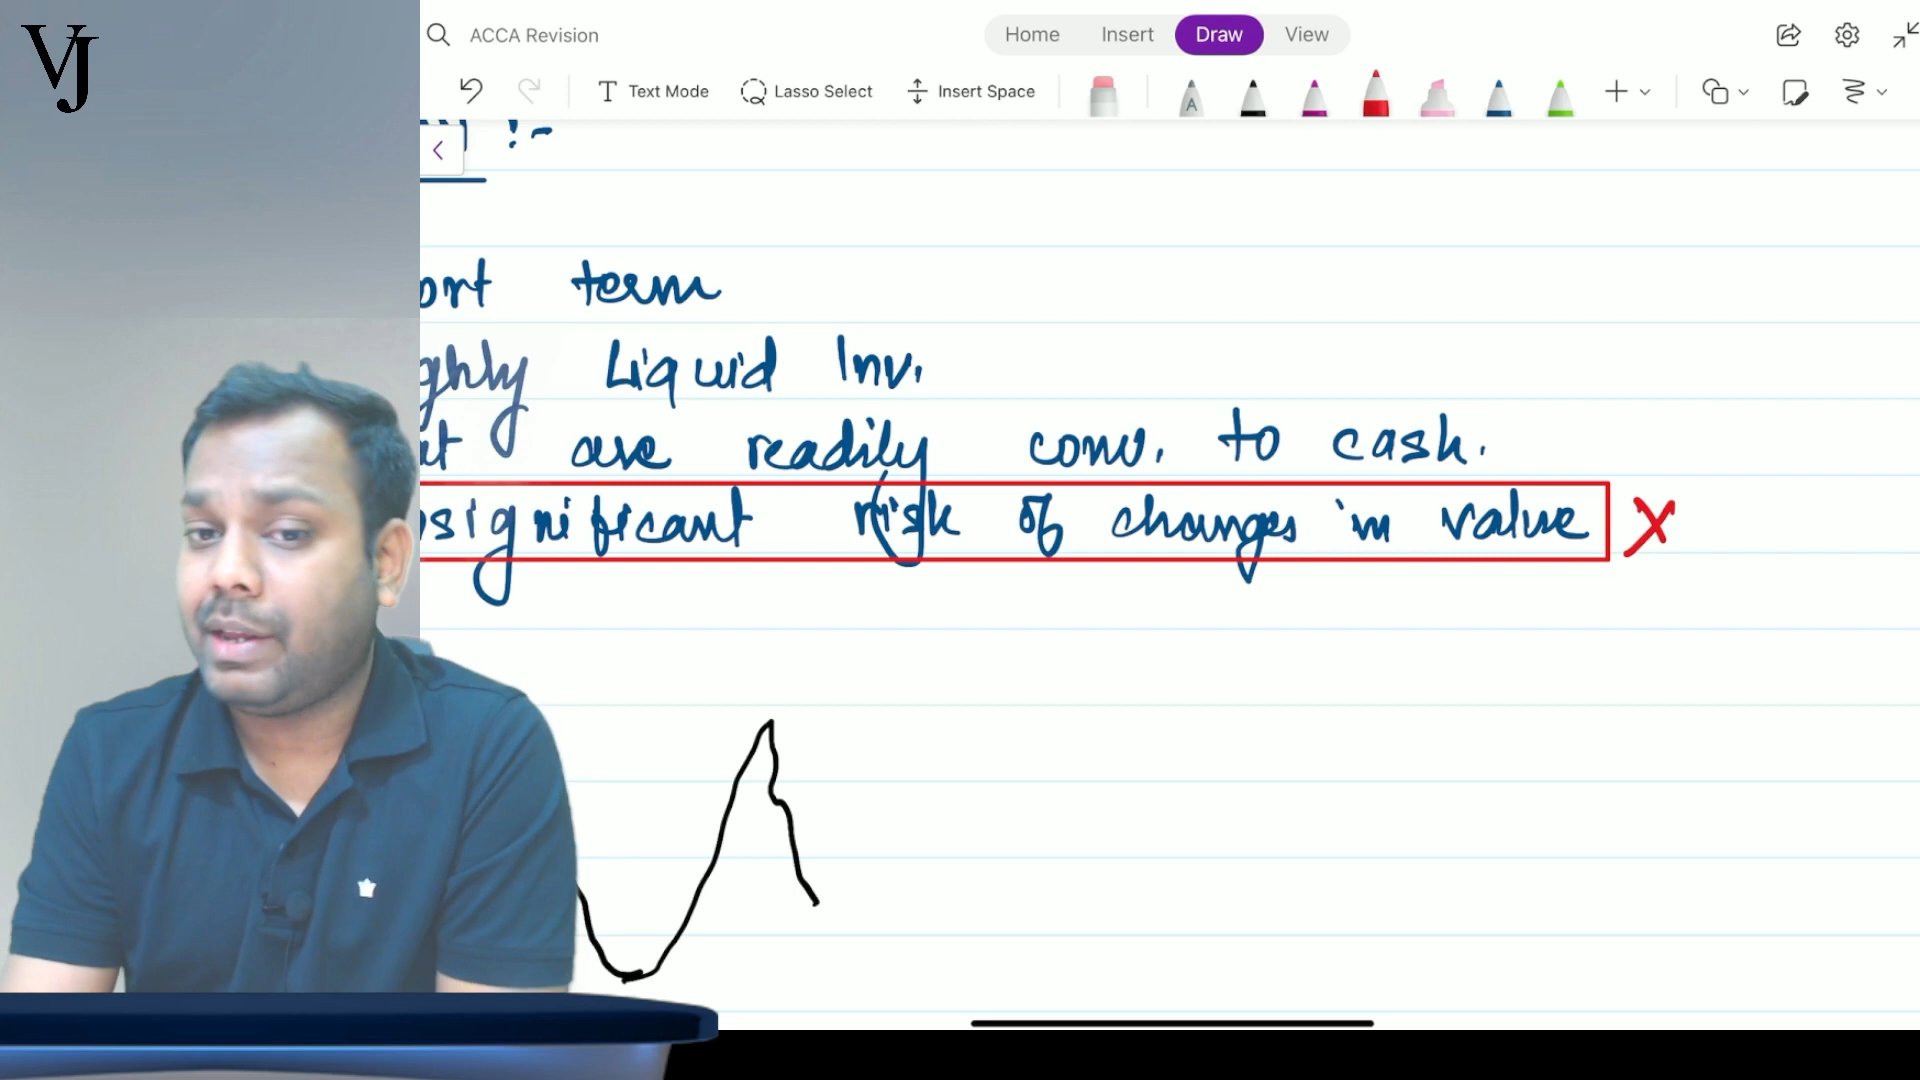 VJ
ACCA Revision
Home Insert Draw View
Text Mode Lasso Select Insert Space
A
:-
ort term
ghly Liquid Inv.
are readily conv. to cash.
significant risk of changes in value X